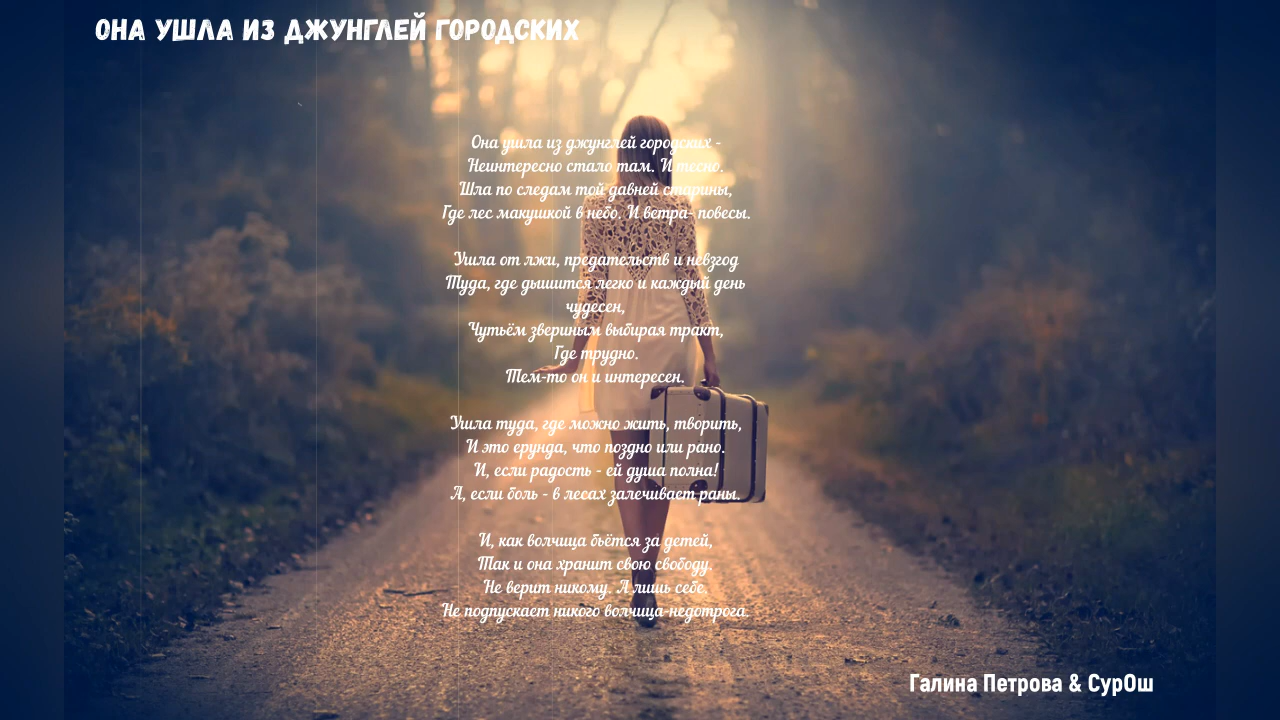 ОНА УШЛА ИЗ ДЖУНГЛЕЙ ГОРОДСКИХ
Она ушла из джунглей городских -
Неинтересно стало там. И тесно.
Шла по следам той давней старины,
Где лес макушкой в небо. И ветра- повесы.
Ушла от лжи, предательств и невзгод
Туда, где дышится легко и каждый день
чудесен,
Чутьём звериным выбирая тракт,
Где трудно.
Тем-то он и интересен.
Ушла туда, где можно жить, творить,
И это ерунда, что поздно или рано.
И, если радость - ей душа полна!
А, если боль - в лесах залечивает раны.
И, как волчица бьётся за детей,
Так и она хранит свою свободу.
Не верит никому. А лишь себе.
Не подпускает никого волчица-недотрога.
Галина Петрова & СурОш